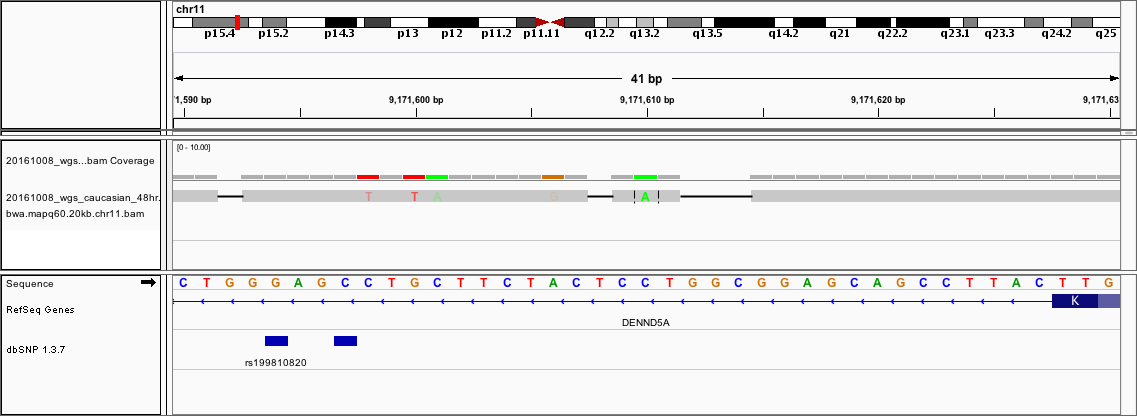 chr11
p15.4 p15.2 p14.3 p13 p12 p11.2 p11.11 q12.2 q13.2 q13.5 q14.2 q21 q22.2 q23.1 q23.3 q24.2 q25
41 bp
'1,590 bp 9,171,600 bp 9,171,610 bp 9,171,620 bp 9,171,63
[0 - 10.00]
20161008_wgs...bam Coverage
20161008_wgs_caucasian_48hr. T T A G A
bwa.mapq60.20kb.chr11.bam
Sequence C T G G G A G C C T G C T T C T A C T C C T G G C G G A G C A G C C T T A C T T G
RefSeq Genes K
DENND5A
dbSNP 1.3.7
rs199810820